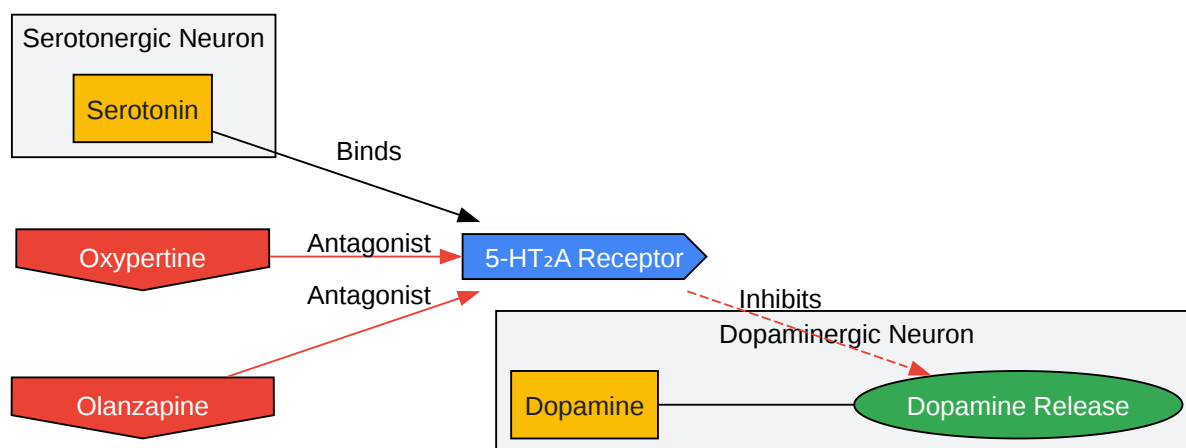 Serotonergic Neuron
Serotonin
Binds
Oxypertine
Antagonist
5-HT₂A Receptor
Antagonist
Inhibits
Dopaminergic Neuron
Olanzapine
Dopamine
Dopamine Release